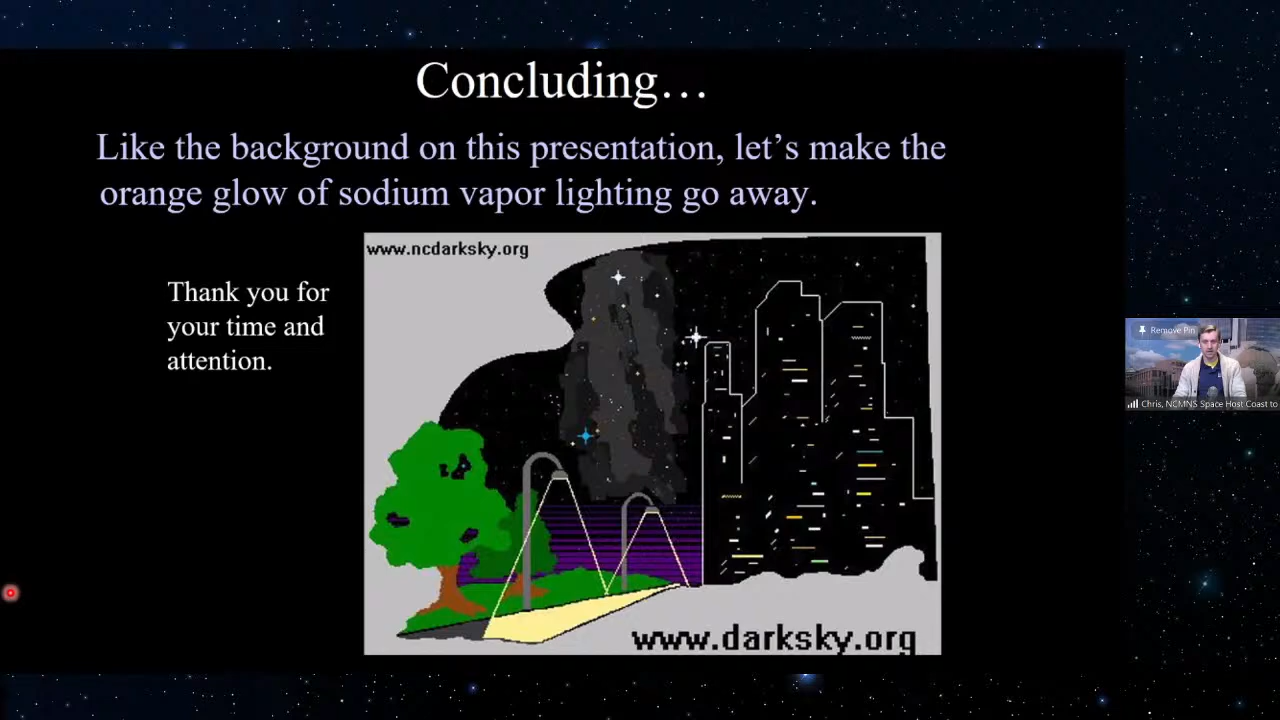 Concluding…
Like the background on this presentation, let’s make the
orange glow of sodium vapor lighting go away.
www.ncdarksky.org
Thank you for
your time and
attention.
Remove Pin
Chris, NCMNS Space Host Coast to
www.darksky.org